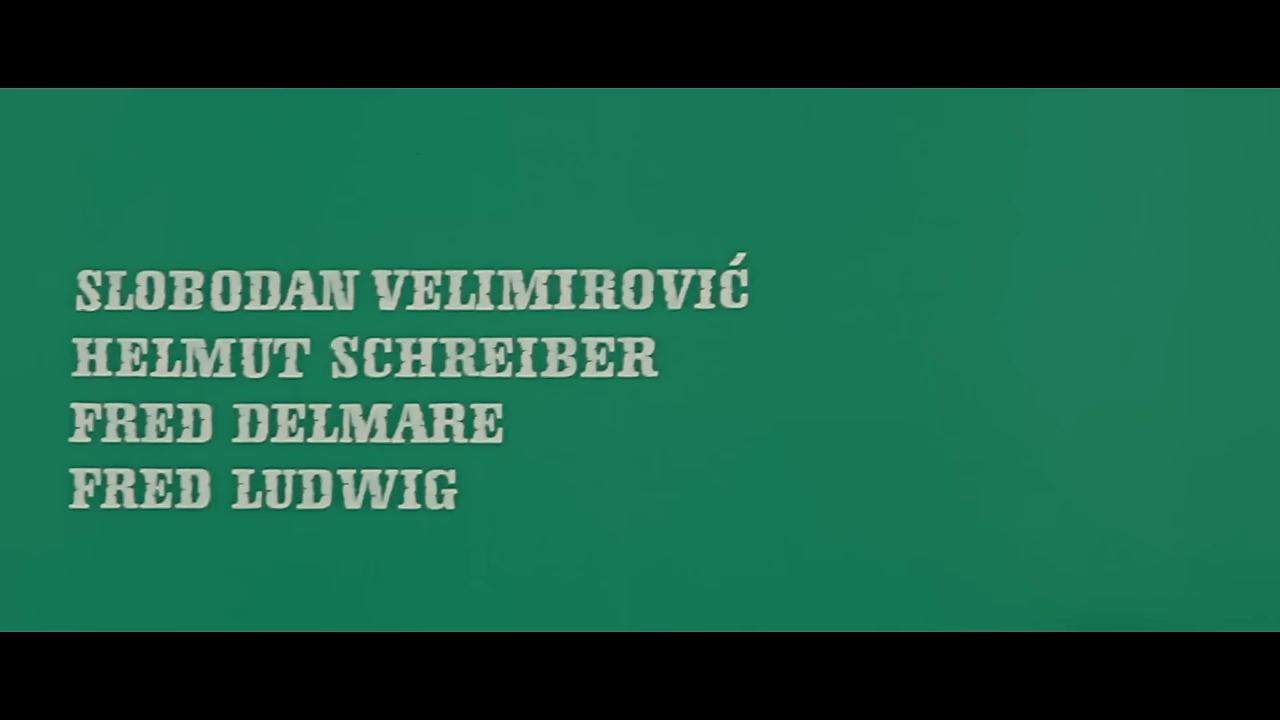 SLOBODAN VELIMIROVIĆ
HELMUT SCHREIBER
FRED DELMARE
FRED LUDWIG